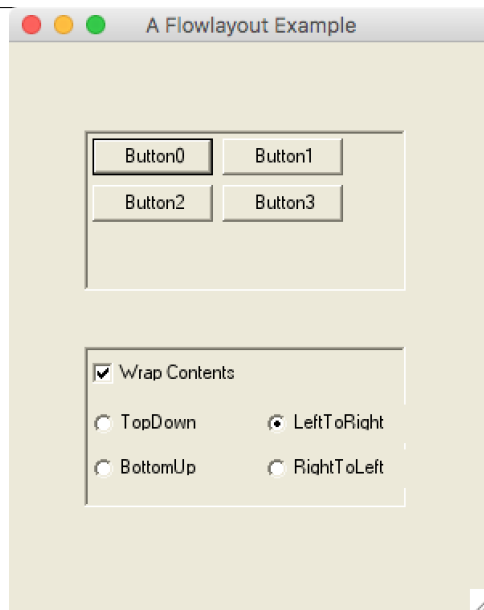 A Flowlayout Example
Button0 Button1
Button2 Button3
Wrap Contents
TopDown LeftToRight
BottomUp RightToLeft